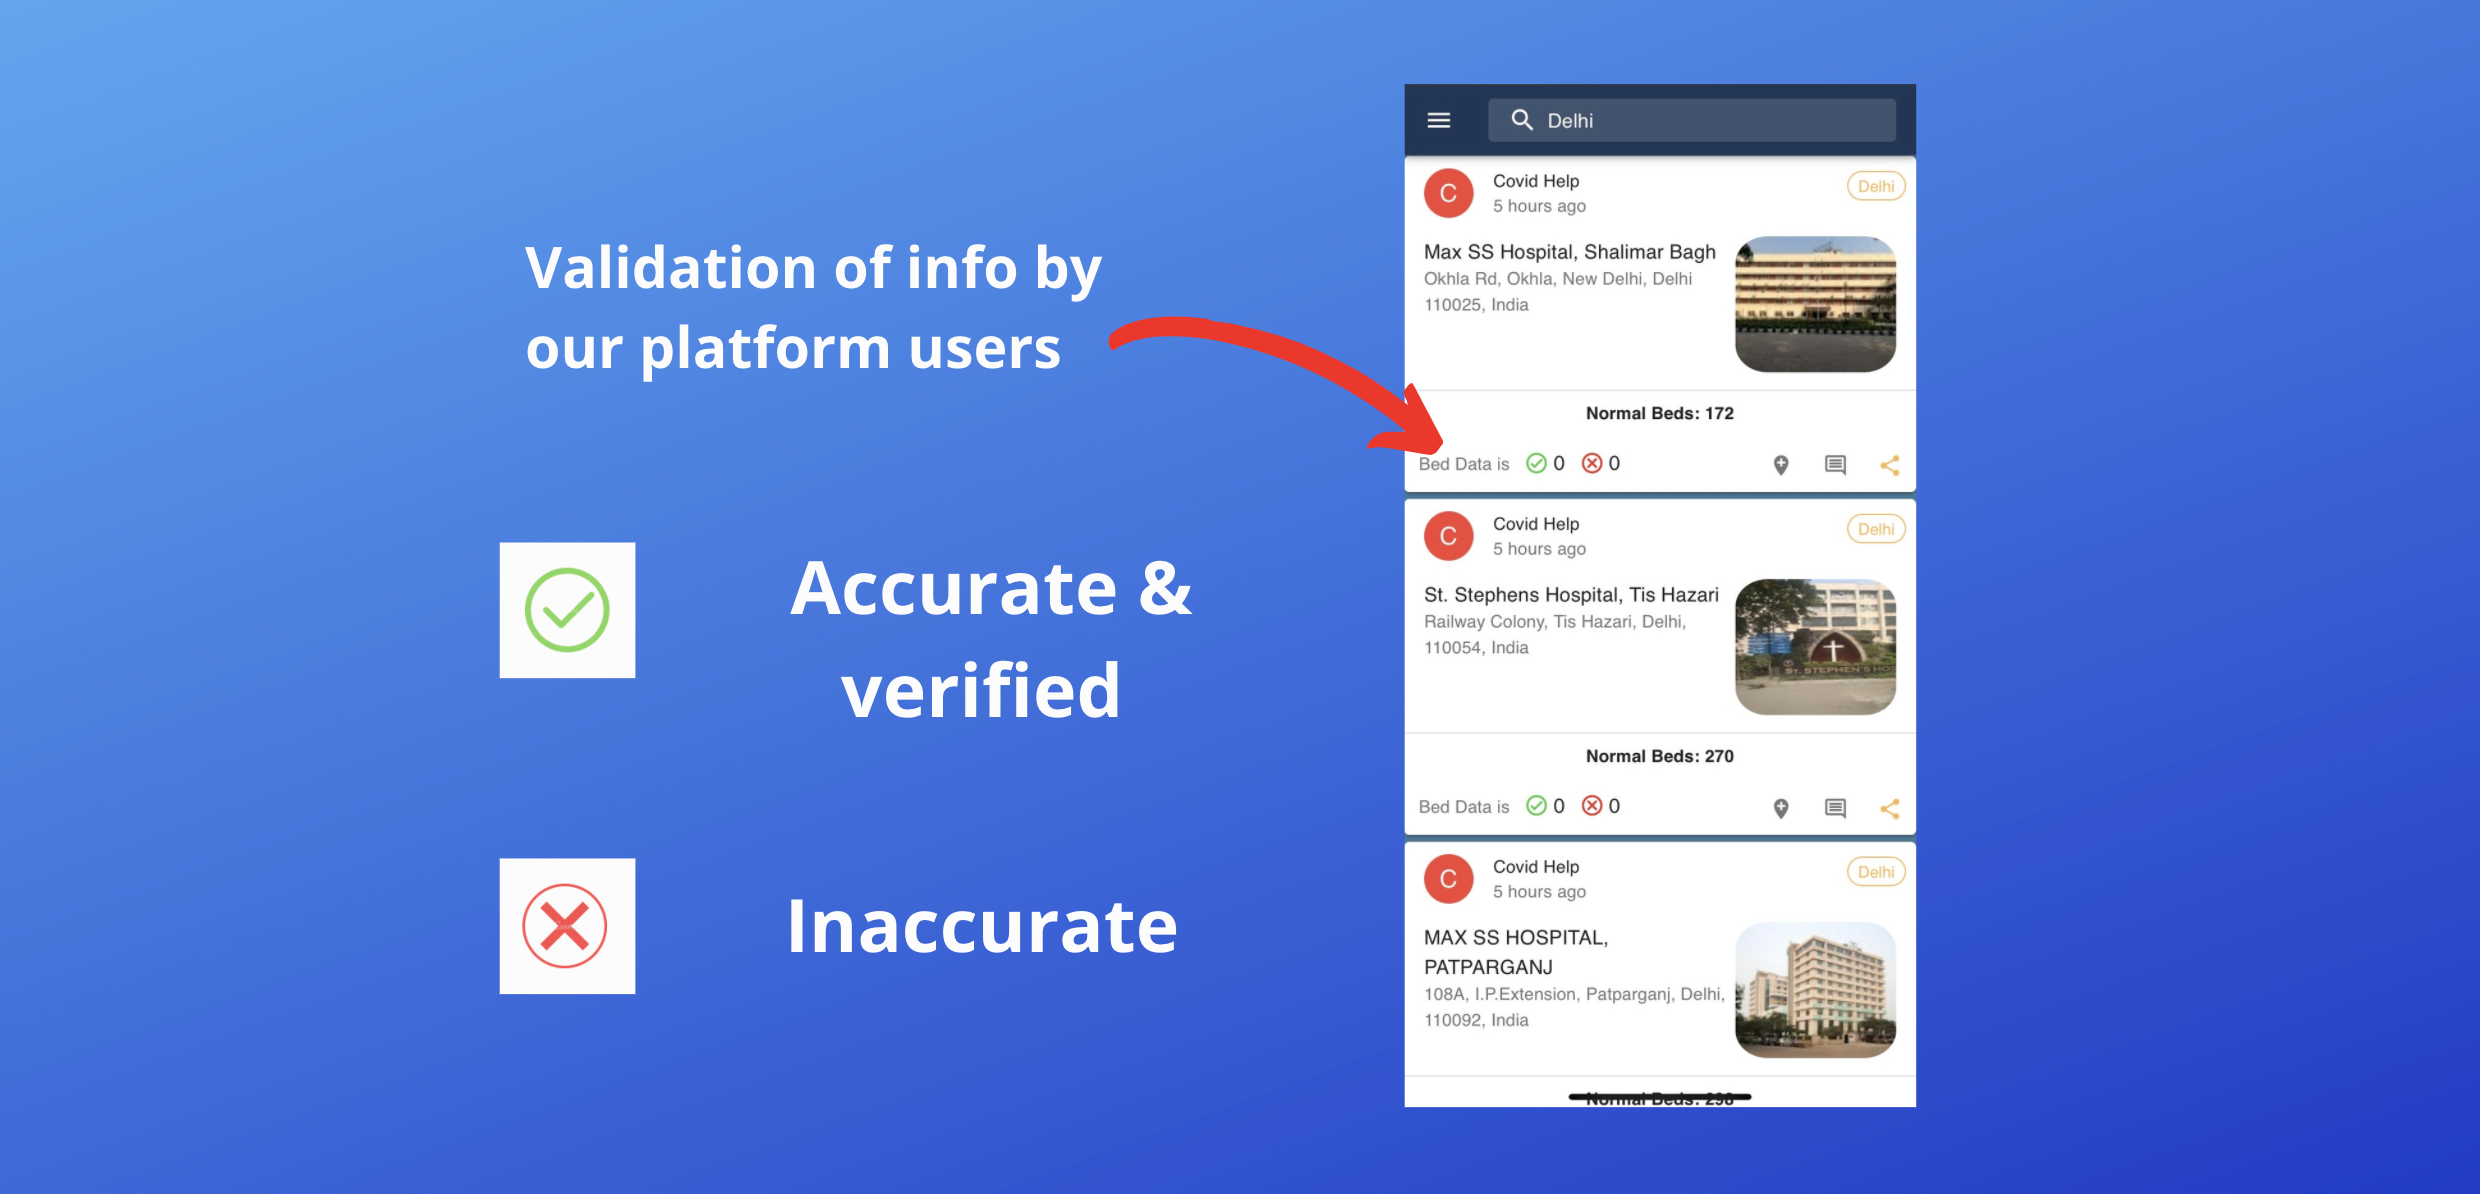 Validation of info by
our platform users
Accurate &
verified
Inaccurate
Delhi
C
Covid Help
5 hours ago
Delhi
Max SS Hospital, Shalimar Bagh
Okhla Rd, Okhla, New Delhi, Delhi
110025, India
Normal Beds: 172
Bed Data is 0 0
C
Covid Help
5 hours ago
Delhi
St. Stephens Hospital, Tis Hazari
Railway Colony, Tis Hazari, Delhi,
110054, India
ST. STEPHEN'S HO
Normal Beds: 270
Bed Data is 0 0
C
Covid Help
5 hours ago
Delhi
MAX SS HOSPITAL,
PATPARGANJ
108A, I.P.Extension, Patparganj, Delhi,
110092, India
Normal Beds: 298